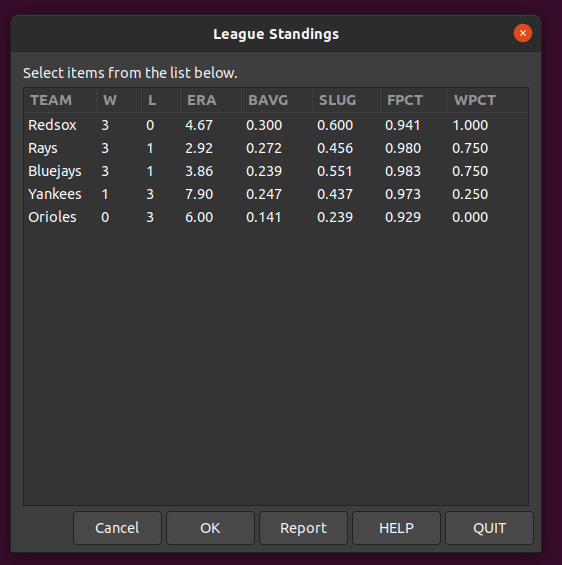 League Standings
Select items from the list below.
TEAM W L ERA BAVG SLUG FPCT WPCT
Redsox 3 0 4.67 0.300 0.600 0.941 1.000
Rays 3 1 2.92 0.272 0.456 0.980 0.750
Bluejays 3 1 3.86 0.239 0.551 0.983 0.750
Yankees 1 3 7.90 0.247 0.437 0.973 0.250
Orioles 0 3 6.00 0.141 0.239 0.929 0.000
Cancel OK Report HELP QUIT